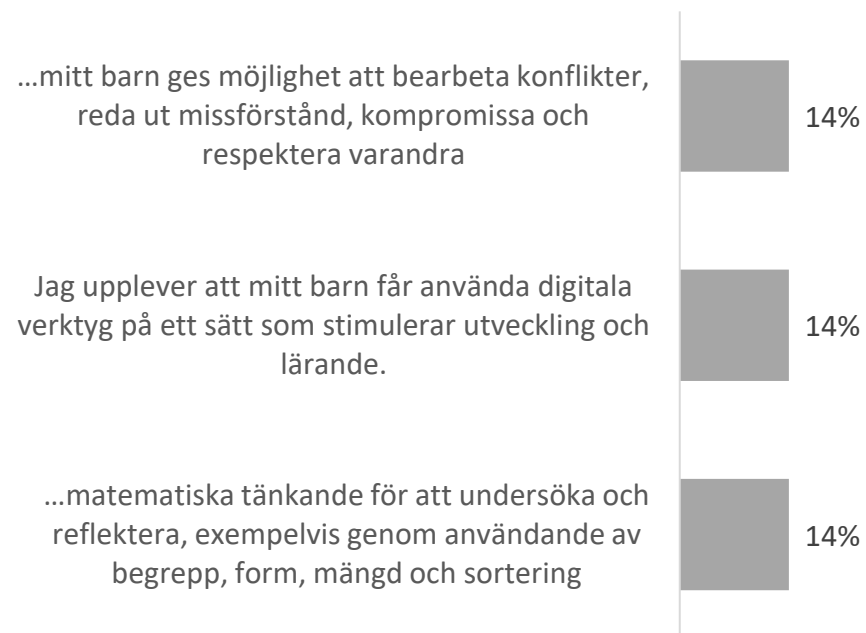 …mitt barn ges möjlighet att bearbeta konflikter,
reda ut missförstånd, kompromissa och
respektera varandra
14%
Jag upplever att mitt barn får använda digitala
verktyg på ett sätt som stimulerar utveckling och
lärande.
14%
…matematiska tänkande för att undersöka och
reflektera, exempelvis genom användande av
begrepp, form, mängd och sortering
14%